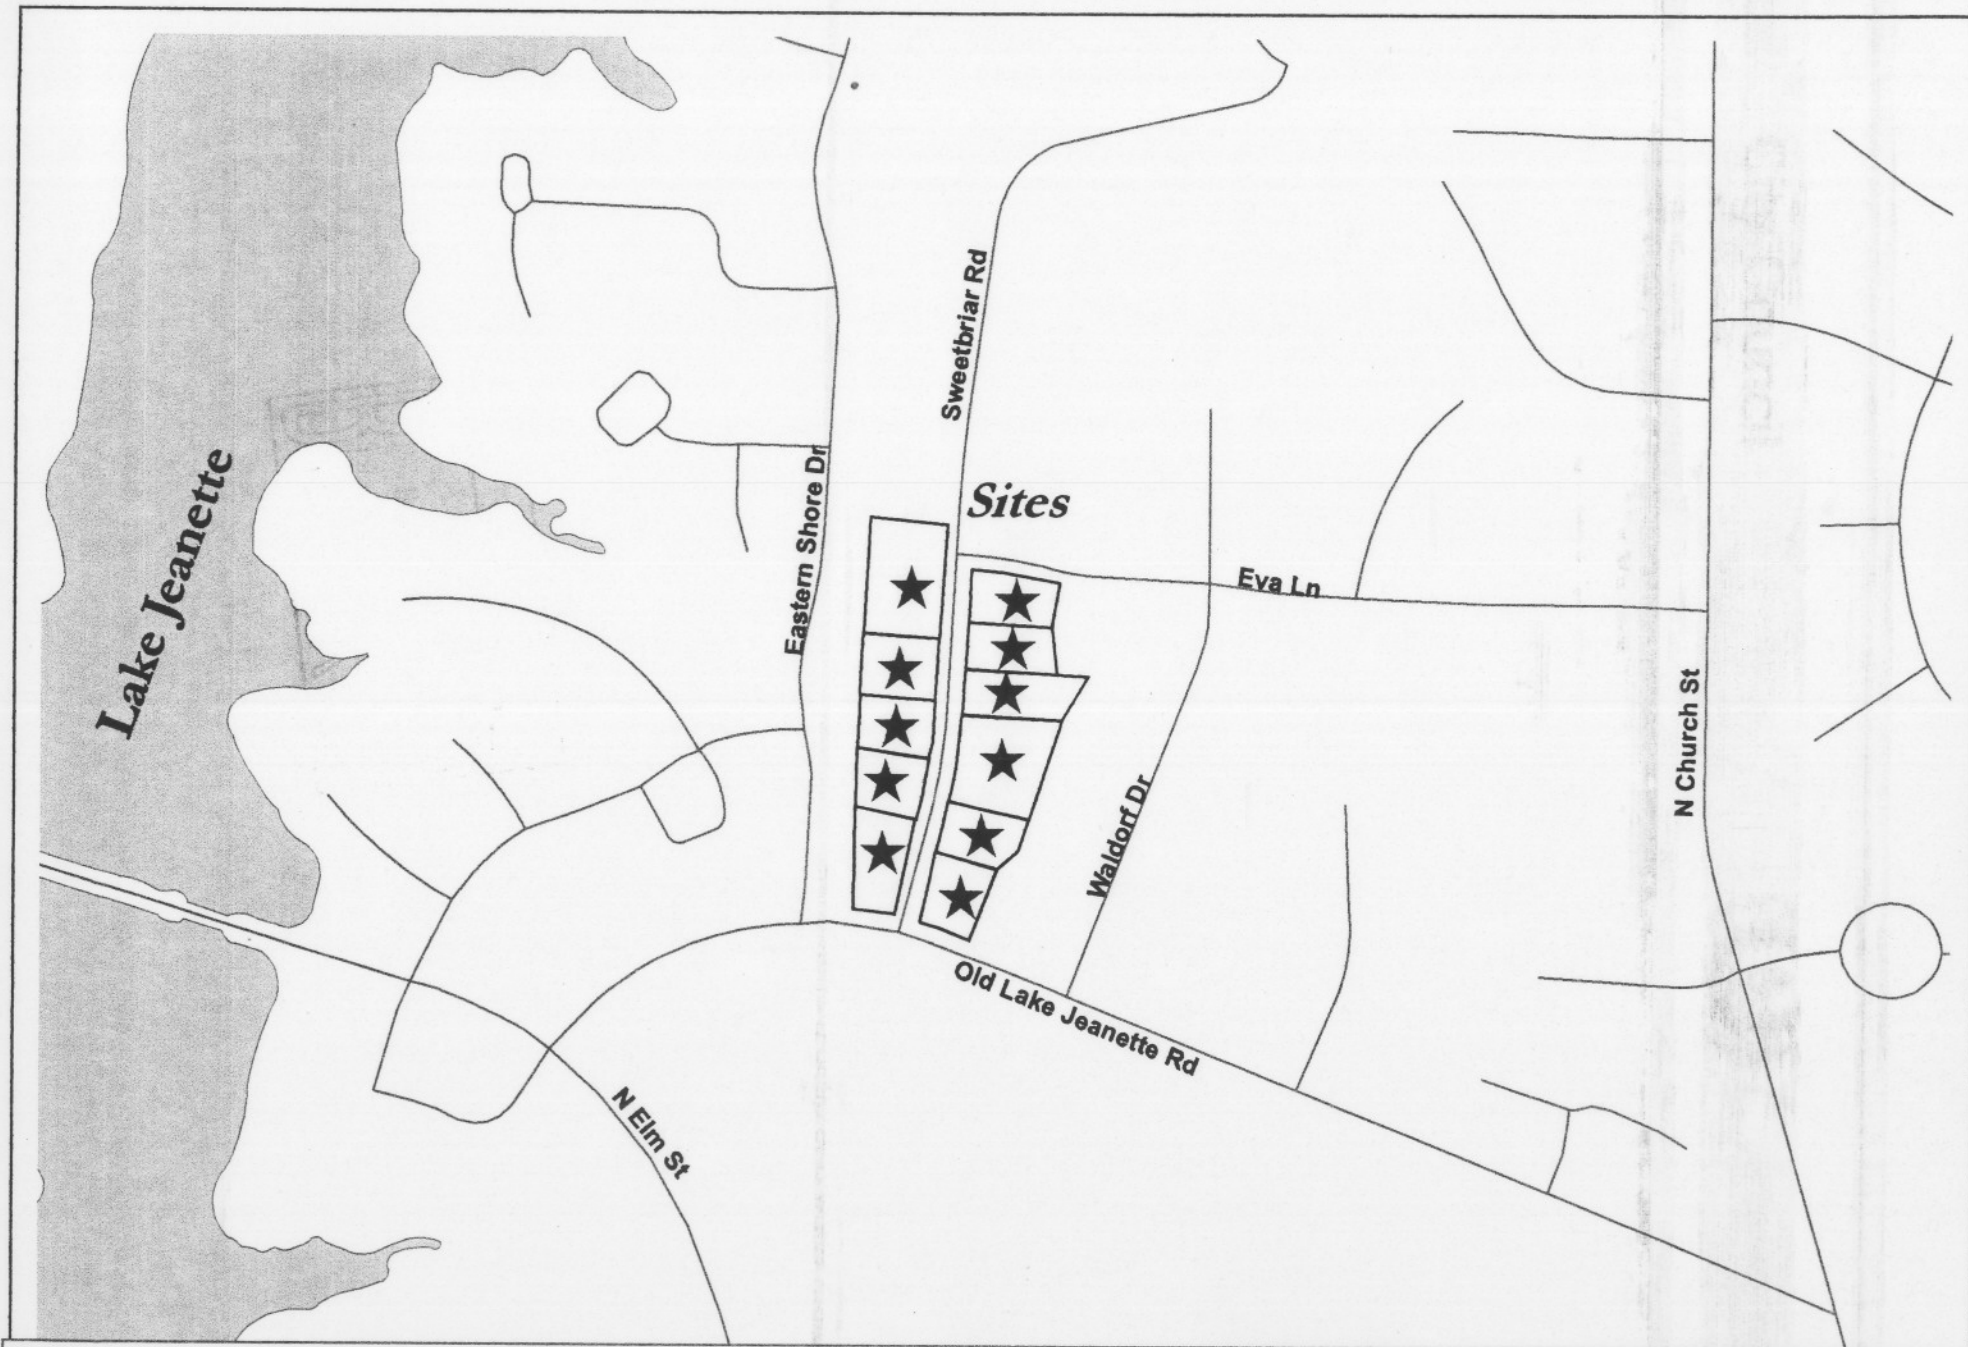 Sweetbriar Rd
Sites
Lake Jeanette
Eastern Shore Dr
Eva Ln
N Church St
Waldorf Dr
Old Lake Jeanette Rd
N Elm St